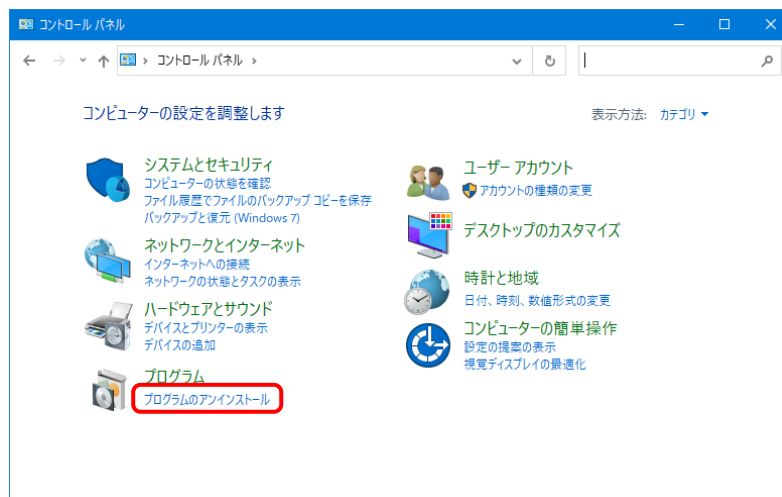 コントロール パネル
コントロール パネル
コンピューターの設定を調整します
表示方法: カテゴリ
システムとセキュリティ
コンピューターの状態を確認
ファイル履歴でファイルのバックアップ コピーを保存
バックアップと復元 (Windows 7)
ネットワークとインターネット
インターネットへの接続
ネットワークの状態とタスクの表示
ハードウェアとサウンド
デバイスとプリンターの表示
デバイスの追加
プログラム
プログラムのアンインストール
ユーザー アカウント
アカウントの種類の変更
デスクトップのカスタマイズ
時計と地域
日付、時刻、数値形式の変更
コンピューターの簡単操作
設定の提案の表示
視覚ディスプレイの最適化